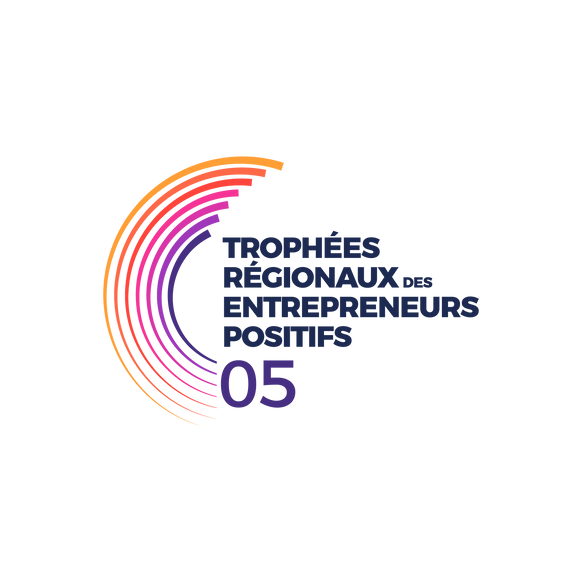 TROPHÉES
RÉGIONAUX DES
ENTREPRENEURS
POSITIFS
05